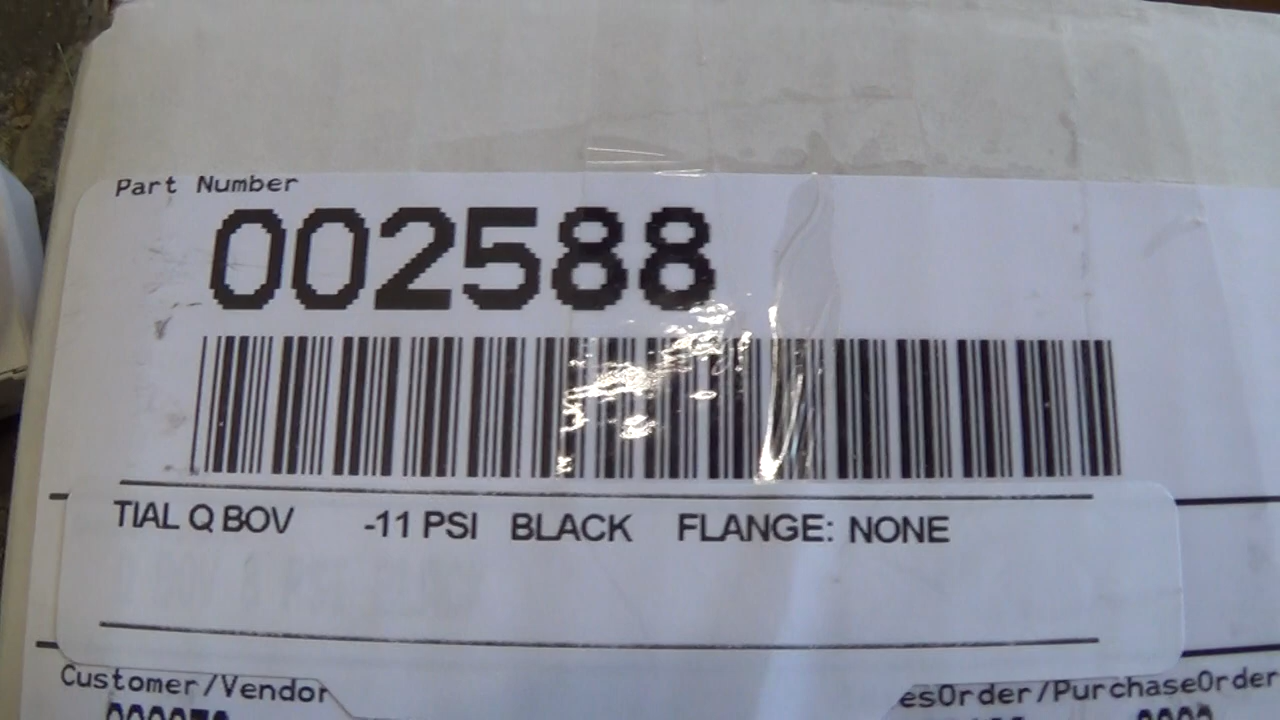 Part Number
002588
TIAL Q BOV -11 PSI BLACK FLANGE: NONE
Customer/Vendor
esOrder/PurchaseOrder